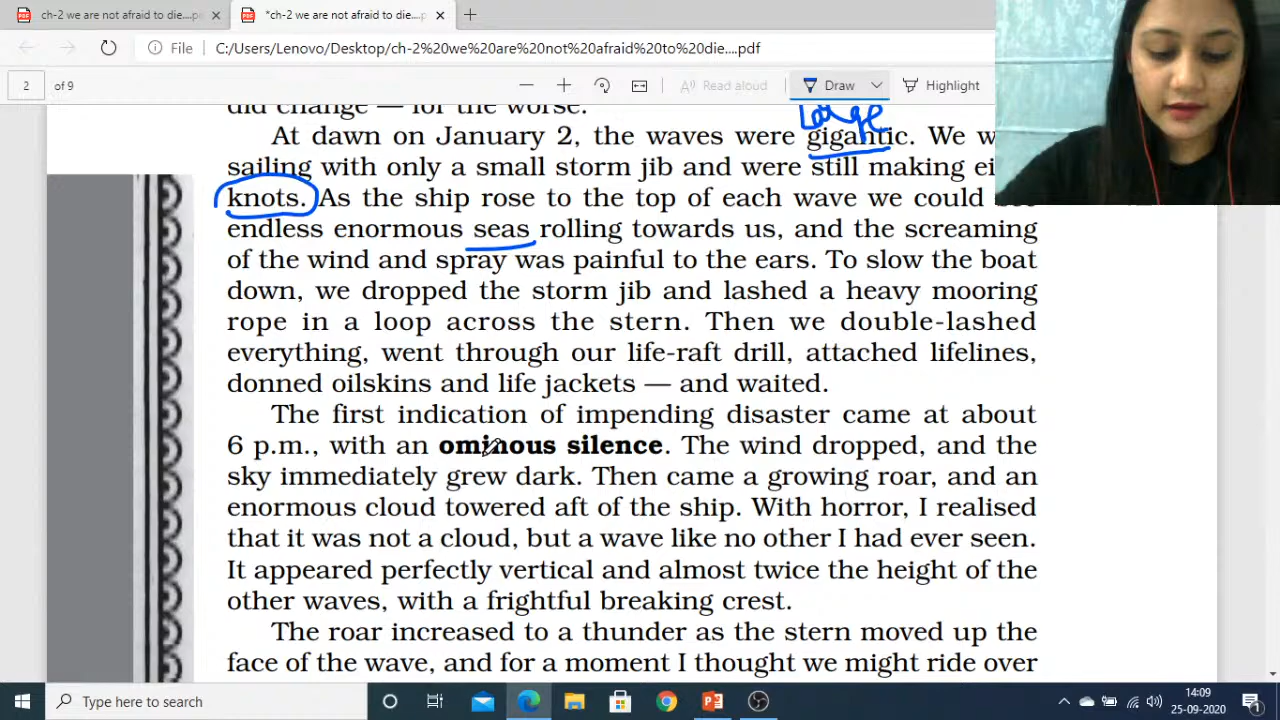 ch-2 we are not afraid to die....pe
*ch-2 we are not afraid to die....p
File C:/Users/Lenovo/Desktop/ch-2%20we%20are%20not%20afraid%20to%20die....pdf
2 of 9 Read aloud Draw Highlight
did change — for the worse.
Large
At dawn on January 2, the waves were gigantic. We w
sailing with only a small storm jib and were still making ei
knots. As the ship rose to the top of each wave we could
endless enormous seas rolling towards us, and the screaming
of the wind and spray was painful to the ears. To slow the boat
down, we dropped the storm jib and lashed a heavy mooring
rope in a loop across the stern. Then we double-lashed
everything, went through our life-raft drill, attached lifelines,
donned oilskins and life jackets — and waited.
The first indication of impending disaster came at about
6 p.m., with an ominous silence. The wind dropped, and the
sky immediately grew dark. Then came a growing roar, and an
enormous cloud towered aft of the ship. With horror, I realised
that it was not a cloud, but a wave like no other I had ever seen.
It appeared perfectly vertical and almost twice the height of the
other waves, with a frightful breaking crest.
The roar increased to a thunder as the stern moved up the
face of the wave, and for a moment I thought we might ride over
Type here to search
14:09
25-09-2020